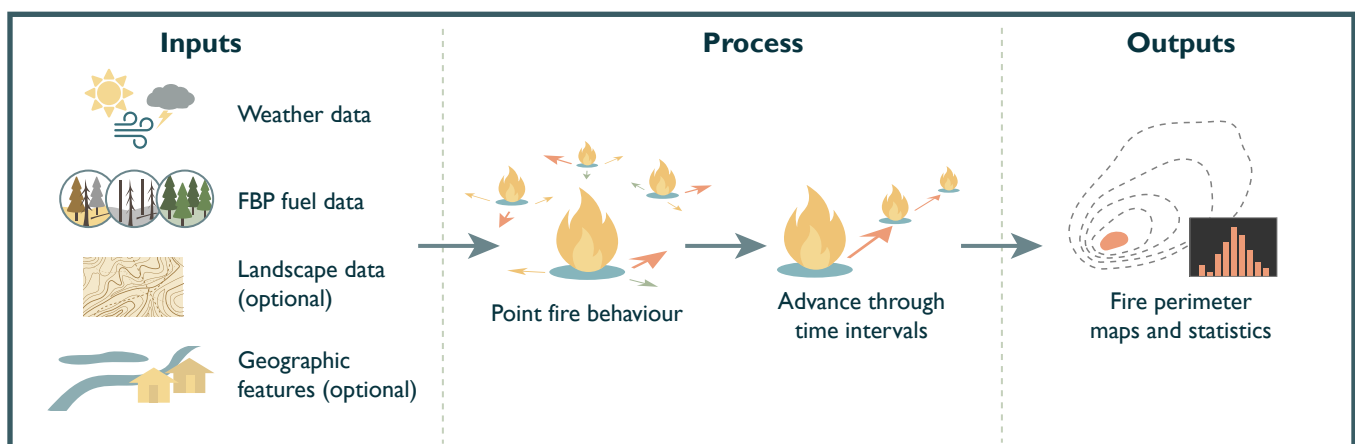 Inputs
Weather data
FBP fuel data
Landscape data
(optional)
Geographic
features (optional)
Process
Point fire behaviour
Advance through
time intervals
Outputs
Fire perimeter
maps and statistics